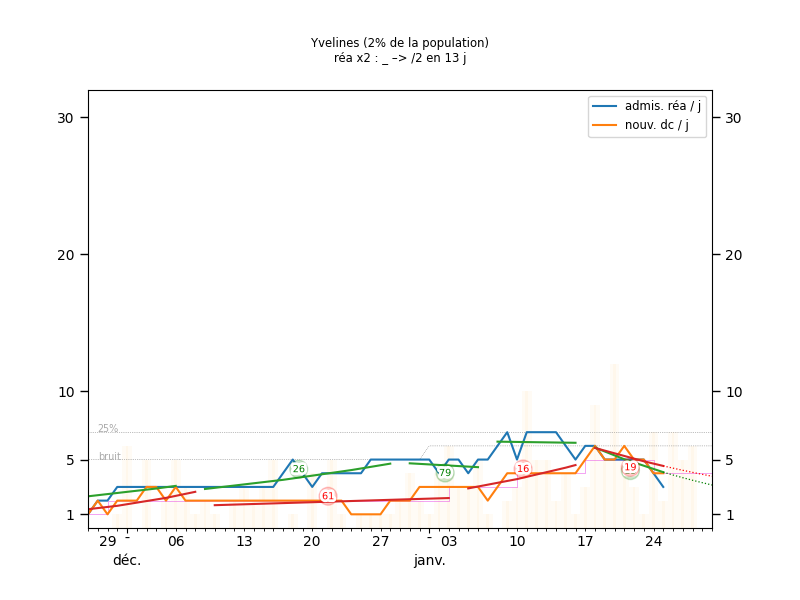 Yvelines (2% de la population)
réa x2 : _ –> /2 en 13 j
admis. réa / j
nouv. dc / j
30
30
20
20
10
10
25%
bruit
5
5
26
79
16
19
61
1
1
29 - 06 13 20 27 - 03 10 17 24
déc. janv.